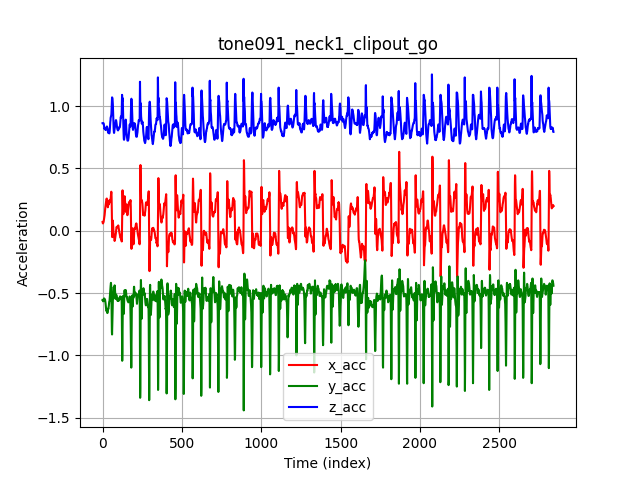 tone091_neck1_clipout_go
1.0
0.5
0.0
−0.5
−1.0
−1.5
Acceleration
x_acc
y_acc
z_acc
0 500 1000 1500 2000 2500
Time (index)